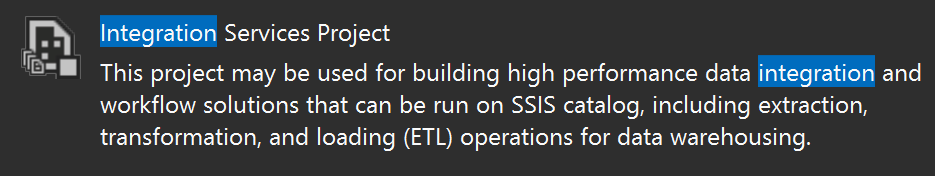 Integration Services Project
This project may be used for building high performance data integration and
workflow solutions that can be run on SSIS catalog, including extraction,
transformation, and loading (ETL) operations for data warehousing.